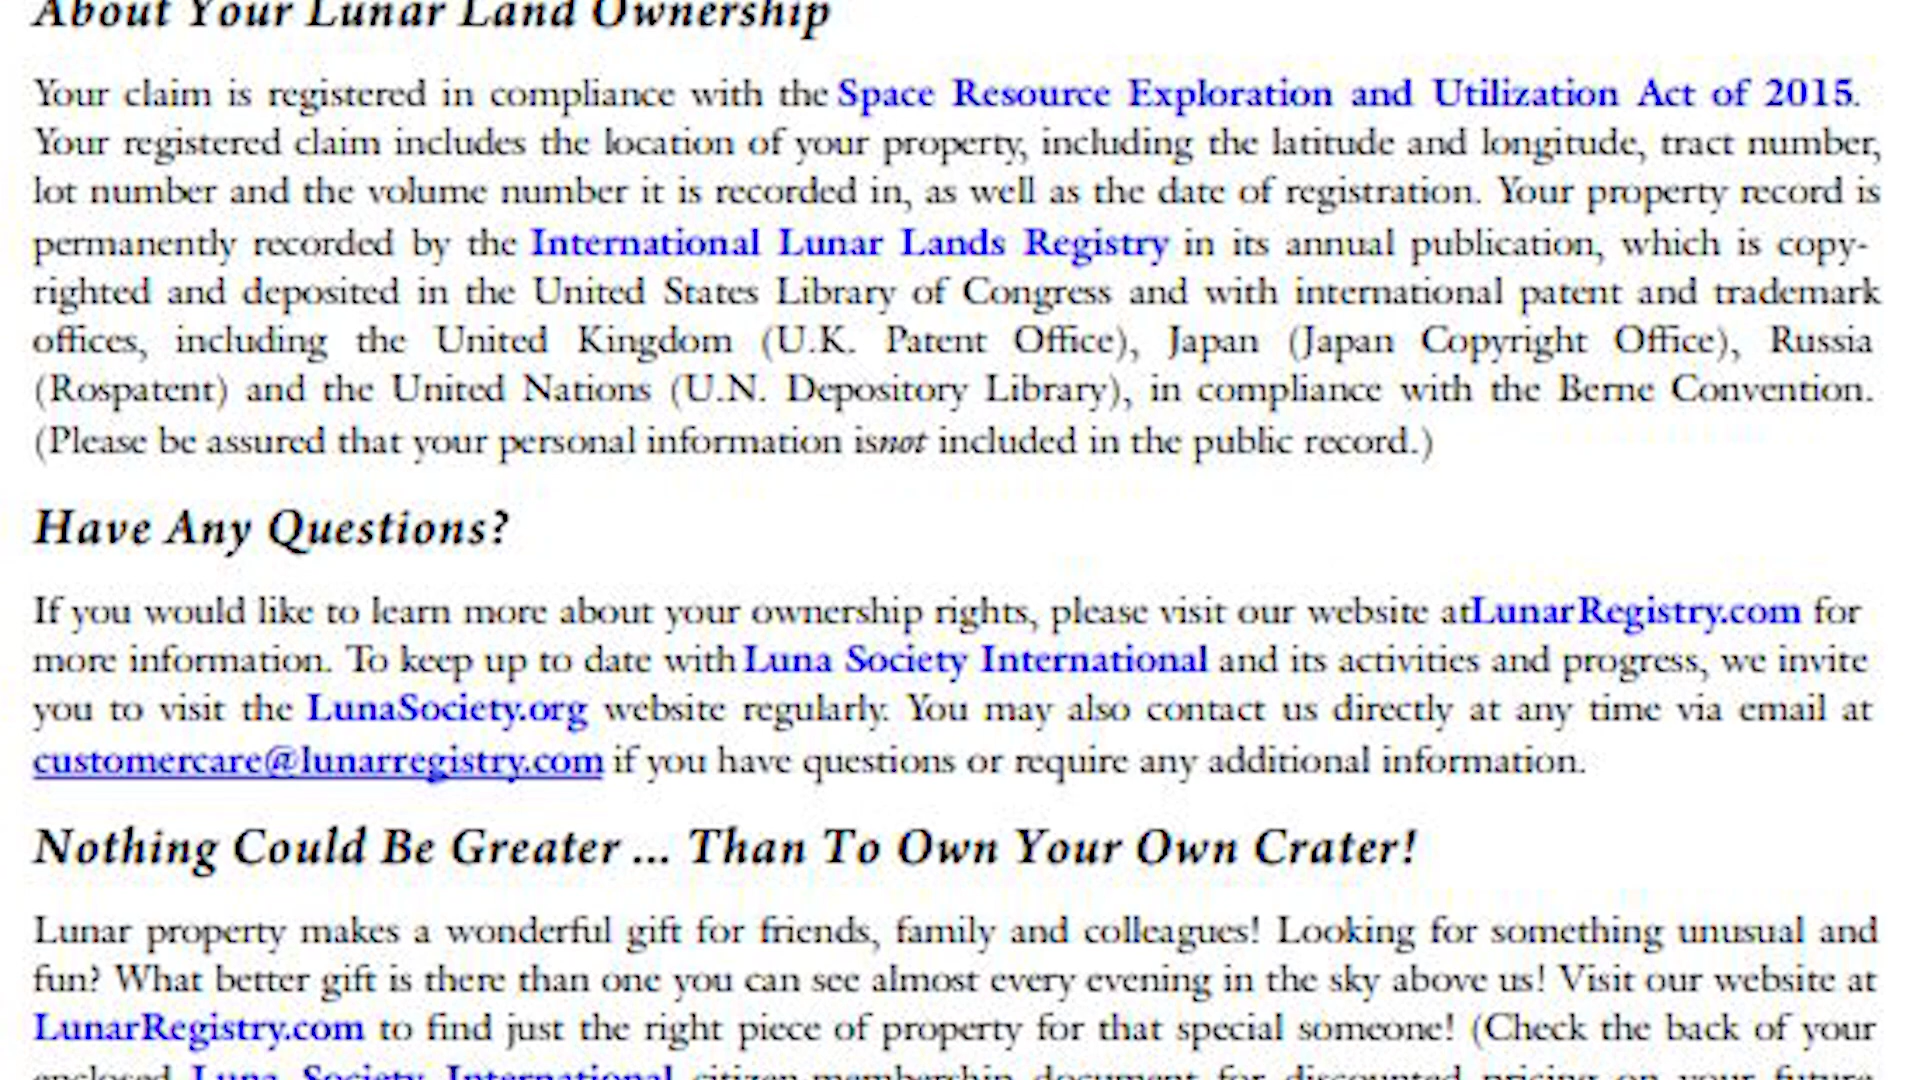 About Your Lunar Land Ownership
Your claim is registered in compliance with the Space Resource Exploration and Utilization Act of 2015.
Your registered claim includes the location of your property, including the latitude and longitude, tract number,
lot number and the volume number it is recorded in, as well as the date of registration. Your property record is
permanently recorded by the International Lunar Lands Registry in its annual publication, which is copy-
righted and deposited in the United States Library of Congress and with international patent and trademark
offices, including the United Kingdom (U.K. Patent Office), Japan (Japan Copyright Office), Russia
(Rospatent) and the United Nations (U.N. Depository Library), in compliance with the Berne Convention.
(Please be assured that your personal information isnot included in the public record.)
Have Any Questions?
If you would like to learn more about your ownership rights, please visit our website atLunarRegistry.com for
more information. To keep up to date with Luna Society International and its activities and progress, we invite
you to visit the LunaSociety.org website regularly. You may also contact us directly at any time via email at
customercare@lunarregistry.com if you have questions or require any additional information.
Nothing Could Be Greater ... Than To Own Your Own Crater!
Lunar property makes a wonderful gift for friends, family and colleagues! Looking for something unusual and
fun? What better gift is there than one you can see almost every evening in the sky above us! Visit our website at
LunarRegistry.com to find just the right piece of property for that special someone! (Check the back of your
enclosed Luna Society International citizen-membership document for discounted pricing on your future